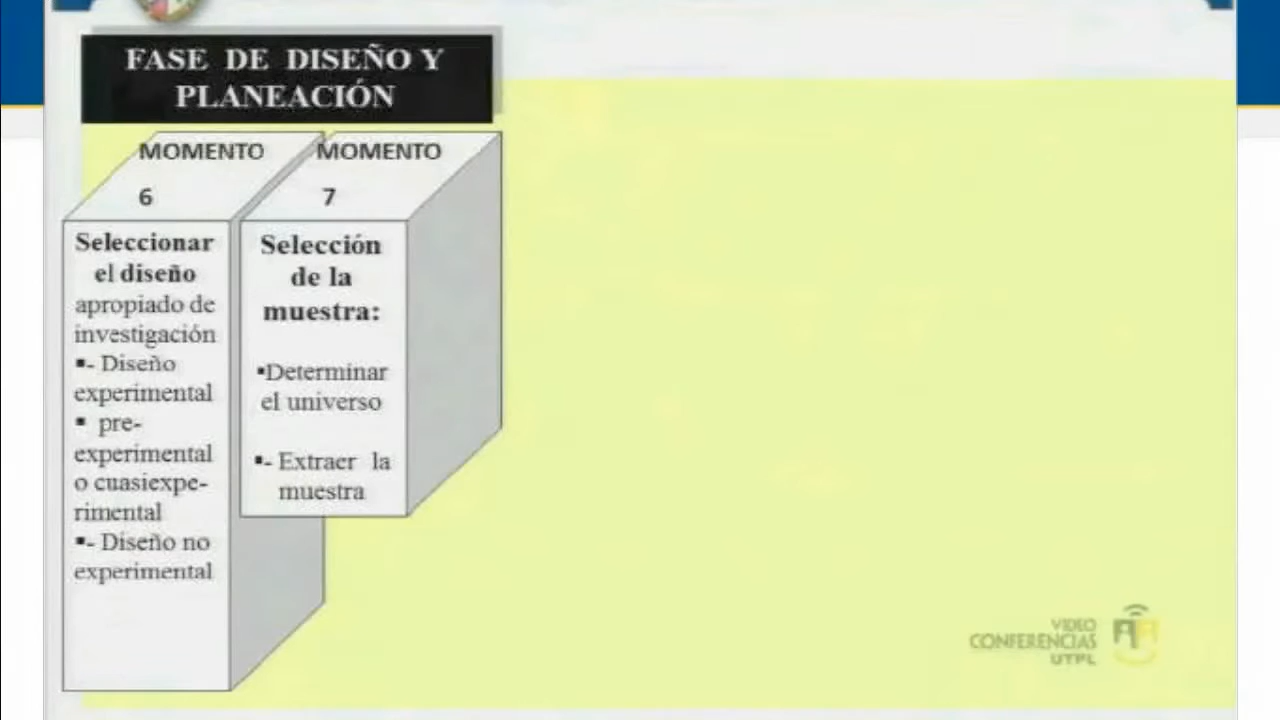 FASE DE DISEÑO Y
PLANEACIÓN
MOMENTO
6
Seleccionar
el diseño
apropiado de
investigación
▪- Diseño
experimental
▪ pre-
experimental
o cuasiexpe-
rimental
▪- Diseño no
experimental
MOMENTO
7
Selección
de la
muestra:
▪Determinar
el universo
▪- Extraer la
muestra
VIDEO
CONFERENCIAS
UTPL